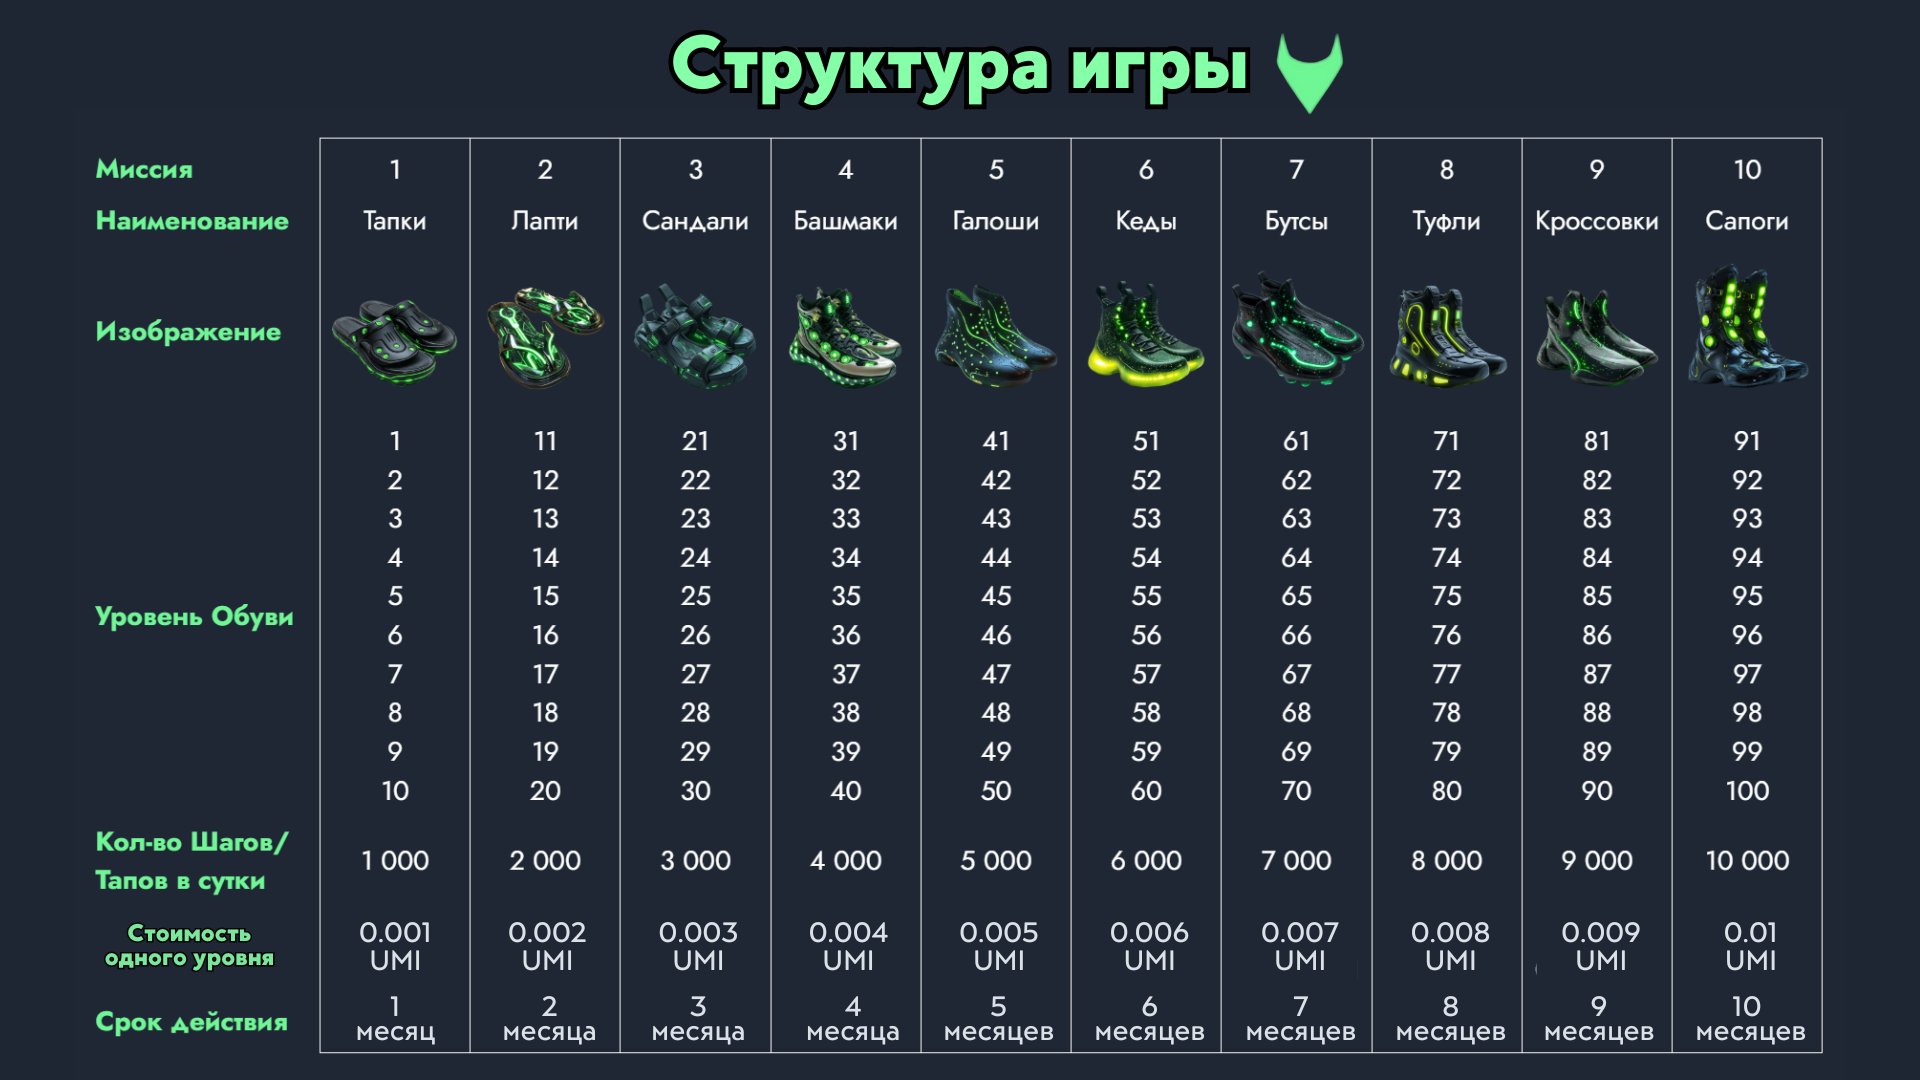 Структура игры
Миссия 1 2 3 4 5 6 7 8 9 10
Наименование Тапки Лапти Сандали Башмаки Галоши Кеды Бутсы Туфли Кроссовки Сапоги
Изображение
1 11 21 31 41 51 61 71 81 91
2 12 22 32 42 52 62 72 82 92
3 13 23 33 43 53 63 73 83 93
4 14 24 34 44 54 64 74 84 94
5 15 25 35 45 55 65 75 85 95
Уровень Обуви
6 16 26 36 46 56 66 76 86 96
7 17 27 37 47 57 67 77 87 97
8 18 28 38 48 58 68 78 88 98
9 19 29 39 49 59 69 79 89 99
10 20 30 40 50 60 70 80 90 100
Кол-во Шагов/
Тапов в сутки
1 000 2 000 3 000 4 000 5 000 6 000 7 000 8 000 9 000 10 000
Стоимость
одного уровня
0.001 0.002 0.003 0.004 0.005 0.006 0.007 0.008 0.009 0.01
UMI UMI UMI UMI UMI UMI UMI UMI UMI UMI
Срок действия
1 2 3 4 5 6 7 8 9 10
месяц месяца месяца месяца месяцев месяцев месяцев месяцев месяцев месяцев